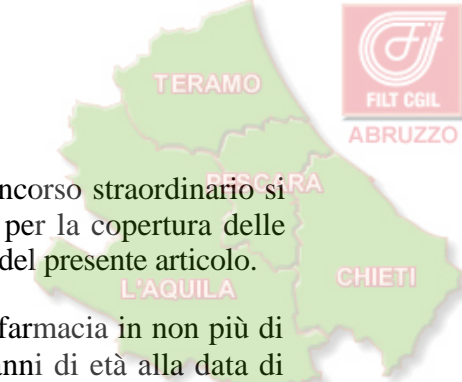 TERAMO
FILT CGIL
ABRUZZO
PESCARA
ncorso straordinario si
per la copertura delle
del presente articolo.
L'AQUILA
CHIETI
farmacia in non più di
anni di età alla data di